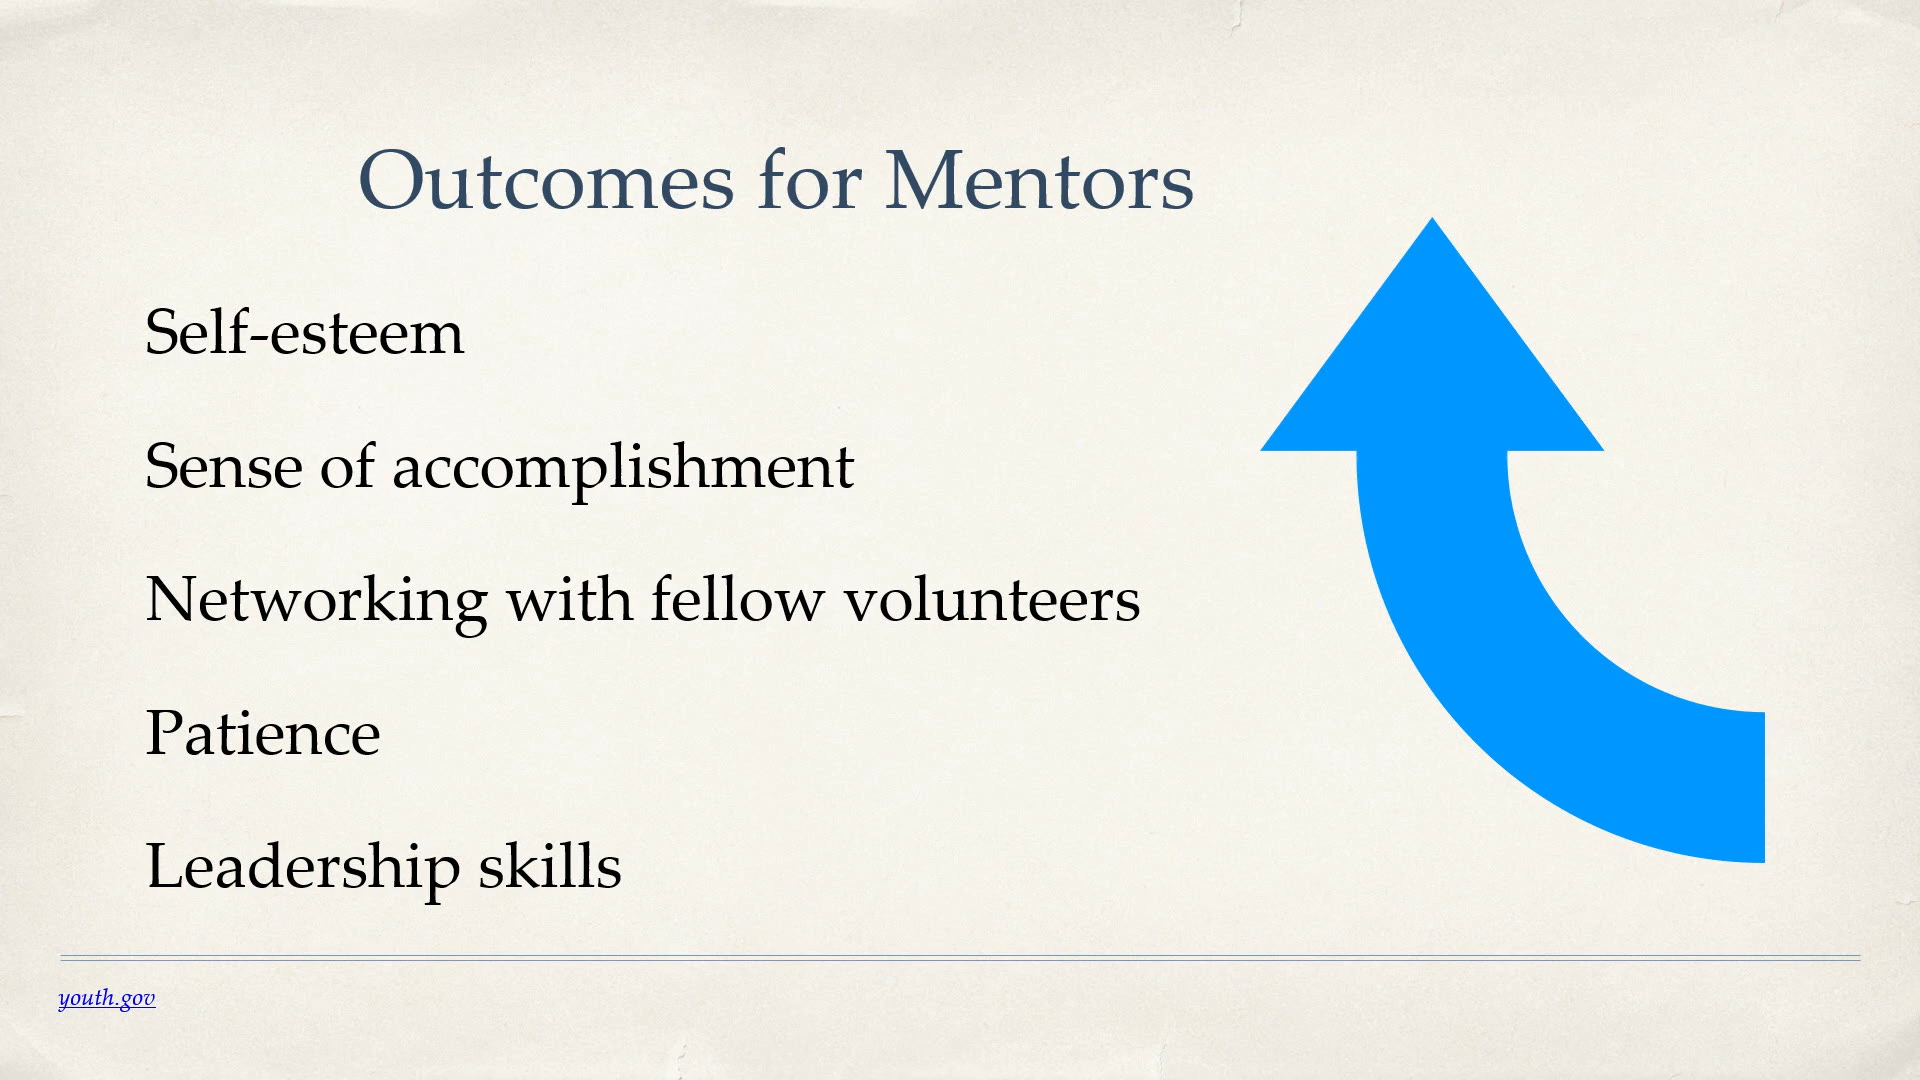 Outcomes for Mentors
Self-esteem
Sense of accomplishment
Networking with fellow volunteers
Patience
Leadership skills
youth.gov